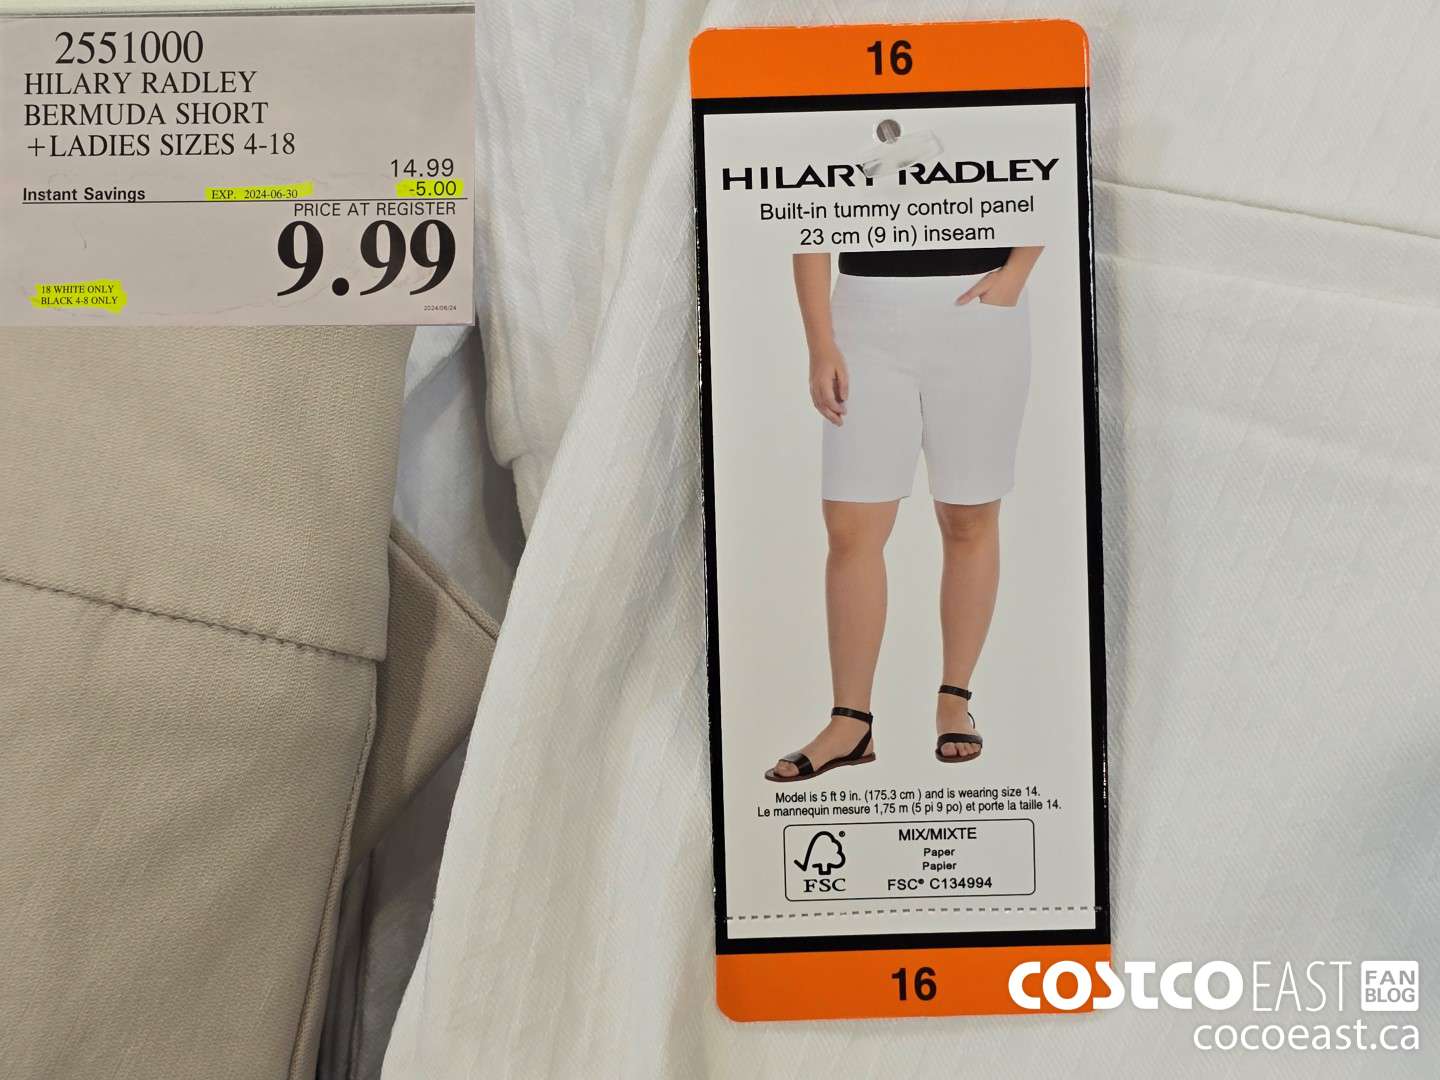 2551000
HILARY RADLEY
BERMUDA SHORT
+LADIES SIZES 4-18
14.99
Instant Savings EXP. 2024-06-30 -5.00
PRICE AT REGISTER
9.99
18 WHITE ONLY
BLACK 4-8 ONLY
2024/06/24
16
HILARY RADLEY
Built-in tummy control panel
23 cm (9 in) inseam
Model is 5 ft 9 in. (175.3 cm ) and is wearing size 14.
Le mannequin mesure 1,75 m (5 pi 9 po) et porte la taille 14.
MIX/MIXTE
Paper
Papier
FSC® C134994
FSC
16
COSTCO EAST FAN BLOG
cocoeast.ca